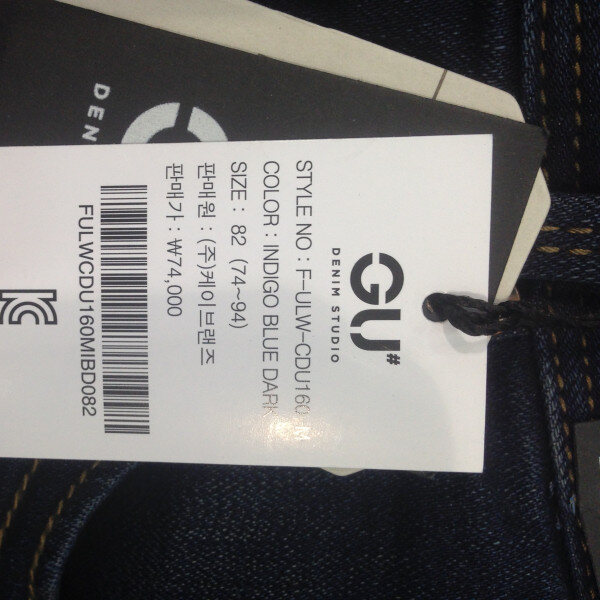 GU#
DENIM STUDIO
STYLE NO : F-ULW-CDU160
COLOR : INDIGO BLUE DARK
SIZE : 82 (74~94)
판매원 : (주)케이브랜즈
판매가 : ₩74,000
FULWCDU160MIBD082
DEN